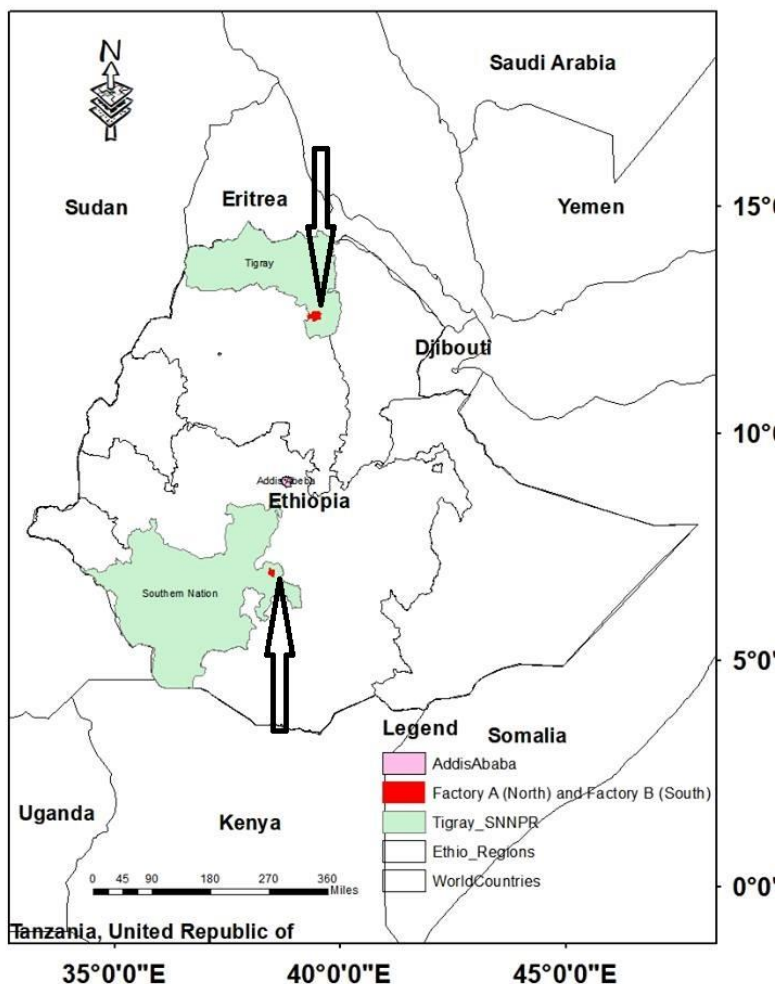 N
Saudi Arabia
Sudan
Eritrea
Yemen
15°0
Tigray
Djibouti
10°0
AddisAbeba
Ethiopia
Southern Nation
5°0'
Legend
Somalia
AddisAbaba
Factory A (North) and Factory B (South)
Tigray_SNNPR
Ethio_Regions
WorldCountries
Uganda
Kenya
0 45 90 180 270 360
Miles
0°0'
Tanzania, United Republic of
35°0'0"E 40°0'0"E 45°0'0"E